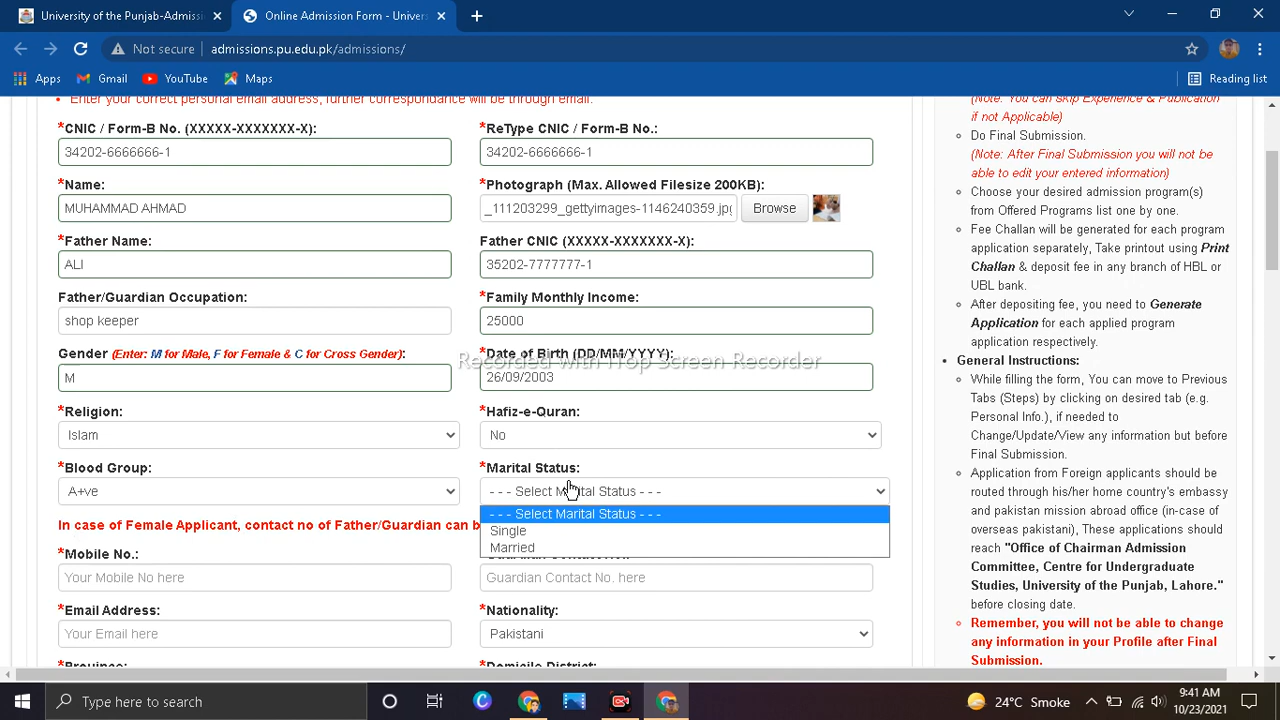 University of the Punjab-Admission
Online Admission Form - Univers
Not secure
admissions.pu.edu.pk/admissions/
Apps
Gmail
YouTube
Maps
Reading list
Enter your correct personal email address, further correspondance will be through email.
*CNIC / Form-B No. (XXXXX-XXXXXXX-X):
*ReType CNIC / Form-B No.:
34202-6666666-1
34202-6666666-1
*Name:
*Photograph (Max. Allowed Filesize 200KB):
MUHAMMAD AHMAD
_111203299_gettyimages-1146240359.jpg
Browse
*Father Name:
Father CNIC (XXXXX-XXXXXXX-X):
ALI
35202-7777777-1
Father/Guardian Occupation:
*Family Monthly Income:
shop keeper
25000
Gender (Enter: M for Male, F for Female & C for Cross Gender):
*Date of Birth (DD/MM/YYYY):
Recorded with iTop Screen Recorder
M
26/09/2003
*Religion:
*Hafiz-e-Quran:
Islam
No
*Blood Group:
*Marital Status:
A+ve
- - - Select Marital Status - - -
- - - Select Marital Status - - -
Single
Married
In case of Female Applicant, contact no of Father/Guardian can b
*Mobile No.:
Your Mobile No here
Guardian Contact No. here
*Email Address:
*Nationality:
Your Email here
Pakistani
*Province:
*Domicile District:
(Note: You can Skip Experience & Publication
if not Applicable)
Do Final Submission.
(Note: After Final Submission you will not be
able to edit your entered information)
Choose your desired admission program(s)
from Offered Programs list one by one.
Fee Challan will be generated for each program
application separately, Take printout using Print
Challan & deposit fee in any branch of HBL or
UBL bank.
After depositing fee, you need to Generate
Application for each applied program
application respectively.
General Instructions:
While filling the form, You can move to Previous
Tabs (Steps) by clicking on desired tab (e.g.
Personal Info.), if needed to
Change/Update/View any information but before
Final Submission.
Application from Foreign applicants should be
routed through his/her home country's embassy
and pakistan mission abroad office (in-case of
overseas pakistani), These applications should
reach "Office of Chairman Admission
Committee, Centre for Undergraduate
Studies, University of the Punjab, Lahore."
before closing date.
Remember, you will not be able to change
any information in your Profile after Final
Submission.
Type here to search
24°C Smoke
9:41 AM
10/23/2021